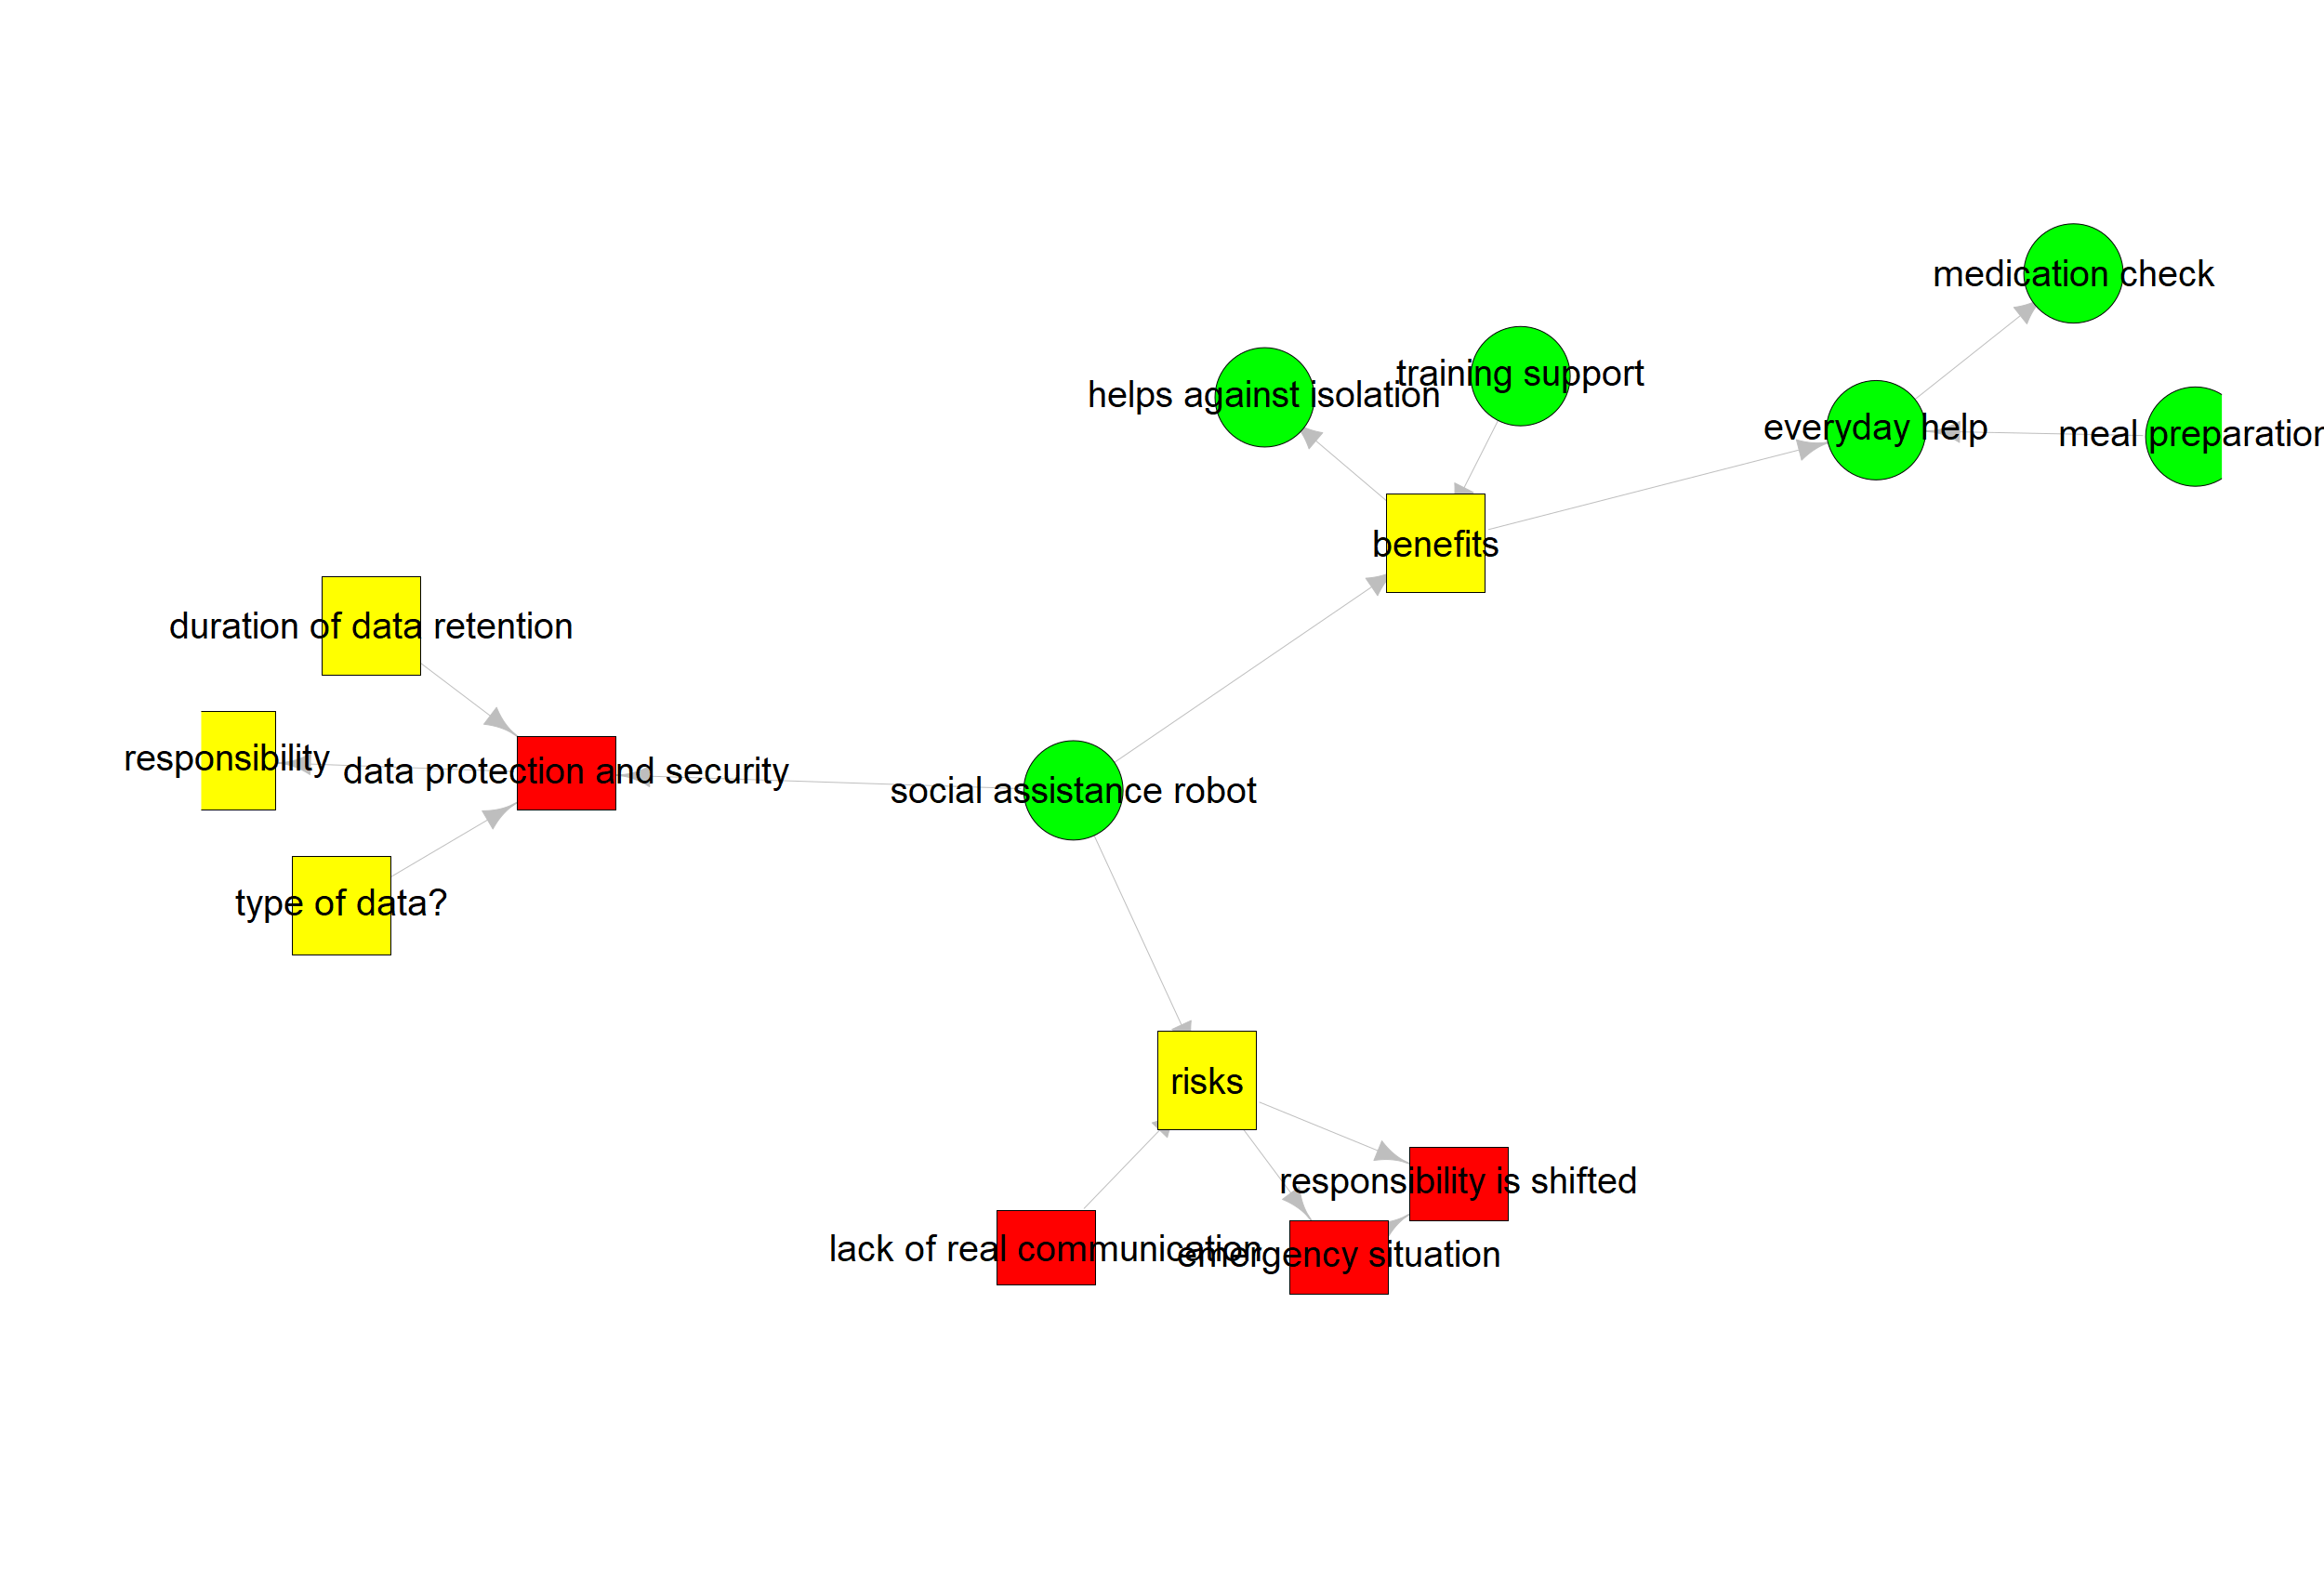 medication check
training support
helps against isolation
everyday help
meal preparation
benefits
duration of data retention
responsibility
data protection and security
social assistance robot
type of data?
risks
responsibility is shifted
lack of real communication
emergency situation